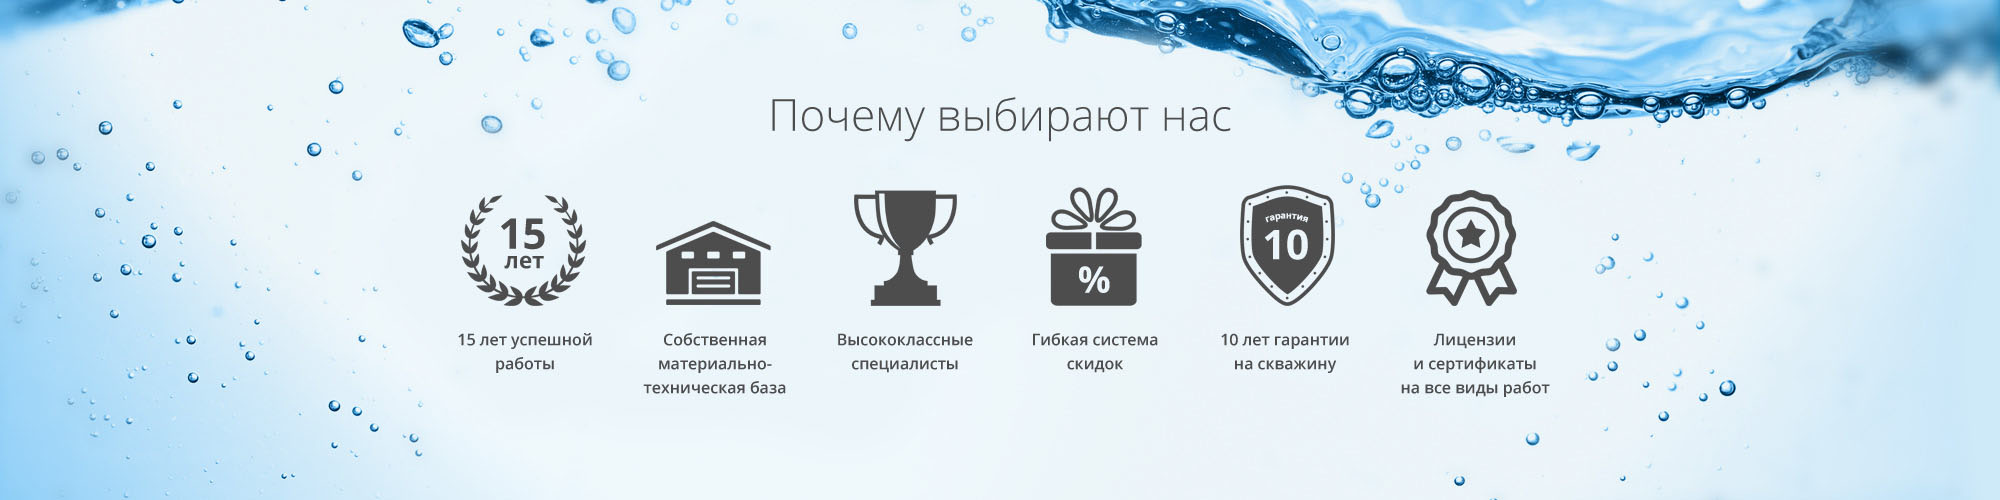 Почему выбирают нас
15
лет
гарантия
10
%
15 лет успешной
работы
Собственная
материально-
техническая база
Высококлассные
специалисты
Гибкая система
скидок
10 лет гарантии
на скважину
Лицензии
и сертификаты
на все виды работ